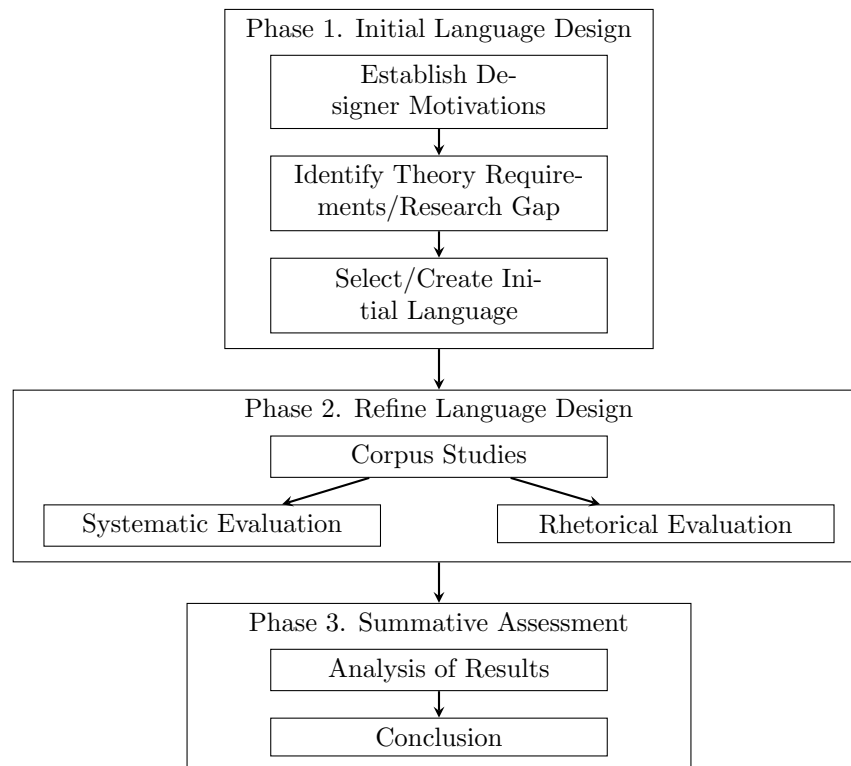 Phase 1. Initial Language Design
Establish De-
signer Motivations
Identify Theory Require-
ments/Research Gap
Select/Create Ini-
tial Language
Phase 2. Refine Language Design
Corpus Studies
Systematic Evaluation
Rhetorical Evaluation
Phase 3. Summative Assessment
Analysis of Results
Conclusion